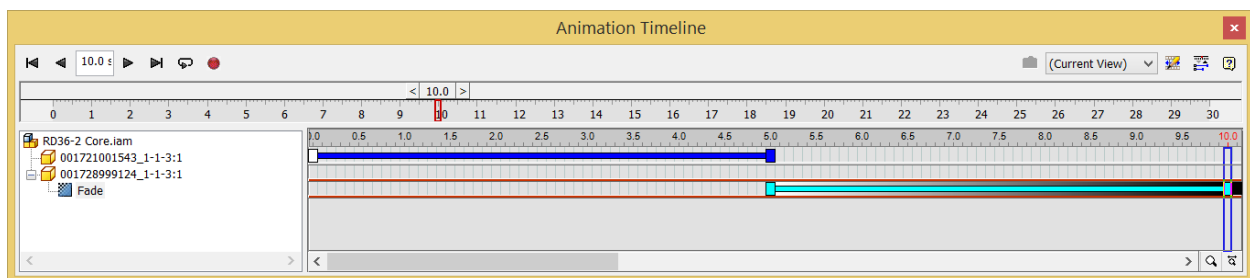 Animation Timeline
10.0 s
(Current View)
< 10.0 >
0 1 2 3 4 5 6 7 8 9 10 11 12 13 14 15 16 17 18 19 20 21 22 23 24 25 26 27 28 29 30
RD36-2 Core.iam
0.0 0.5 1.0 1.5 2.0 2.5 3.0 3.5 4.0 4.5 5.0 5.5 6.0 6.5 7.0 7.5 8.0 8.5 9.0 9.5 10.0
001721001543_1-1-3:1
001728999124_1-1-3:1
Fade